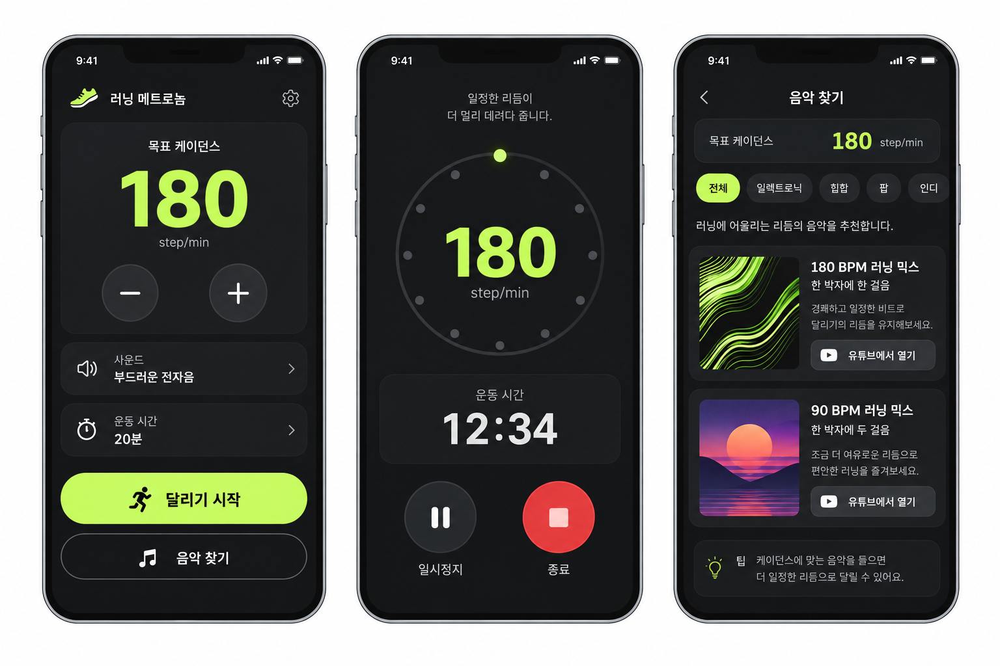 9:41
러닝 메트로놈
목표 케이던스
180
step/min
사운드
부드러운 전자음
운동 시간
20분
달리기 시작
음악 찾기
9:41
일정한 리듬이
더 멀리 데려다 줍니다.
180
step/min
운동 시간
12:34
일시정지
종료
9:41
음악 찾기
목표 케이던스 180 step/min
전체 일렉트로닉 힙합 팝 인디
러닝에 어울리는 리듬의 음악을 추천합니다.
180 BPM 러닝 믹스
한 박자에 한 걸음
경쾌하고 일정한 비트로
달리기의 리듬을 유지해보세요.
유튜브에서 열기
90 BPM 러닝 믹스
한 박자에 두 걸음
조금 더 여유로운 리듬으로
편안한 러닝을 즐겨보세요.
유튜브에서 열기
팁 케이던스에 맞는 음악을 들으면
더 일정한 리듬으로 달릴 수 있어요.